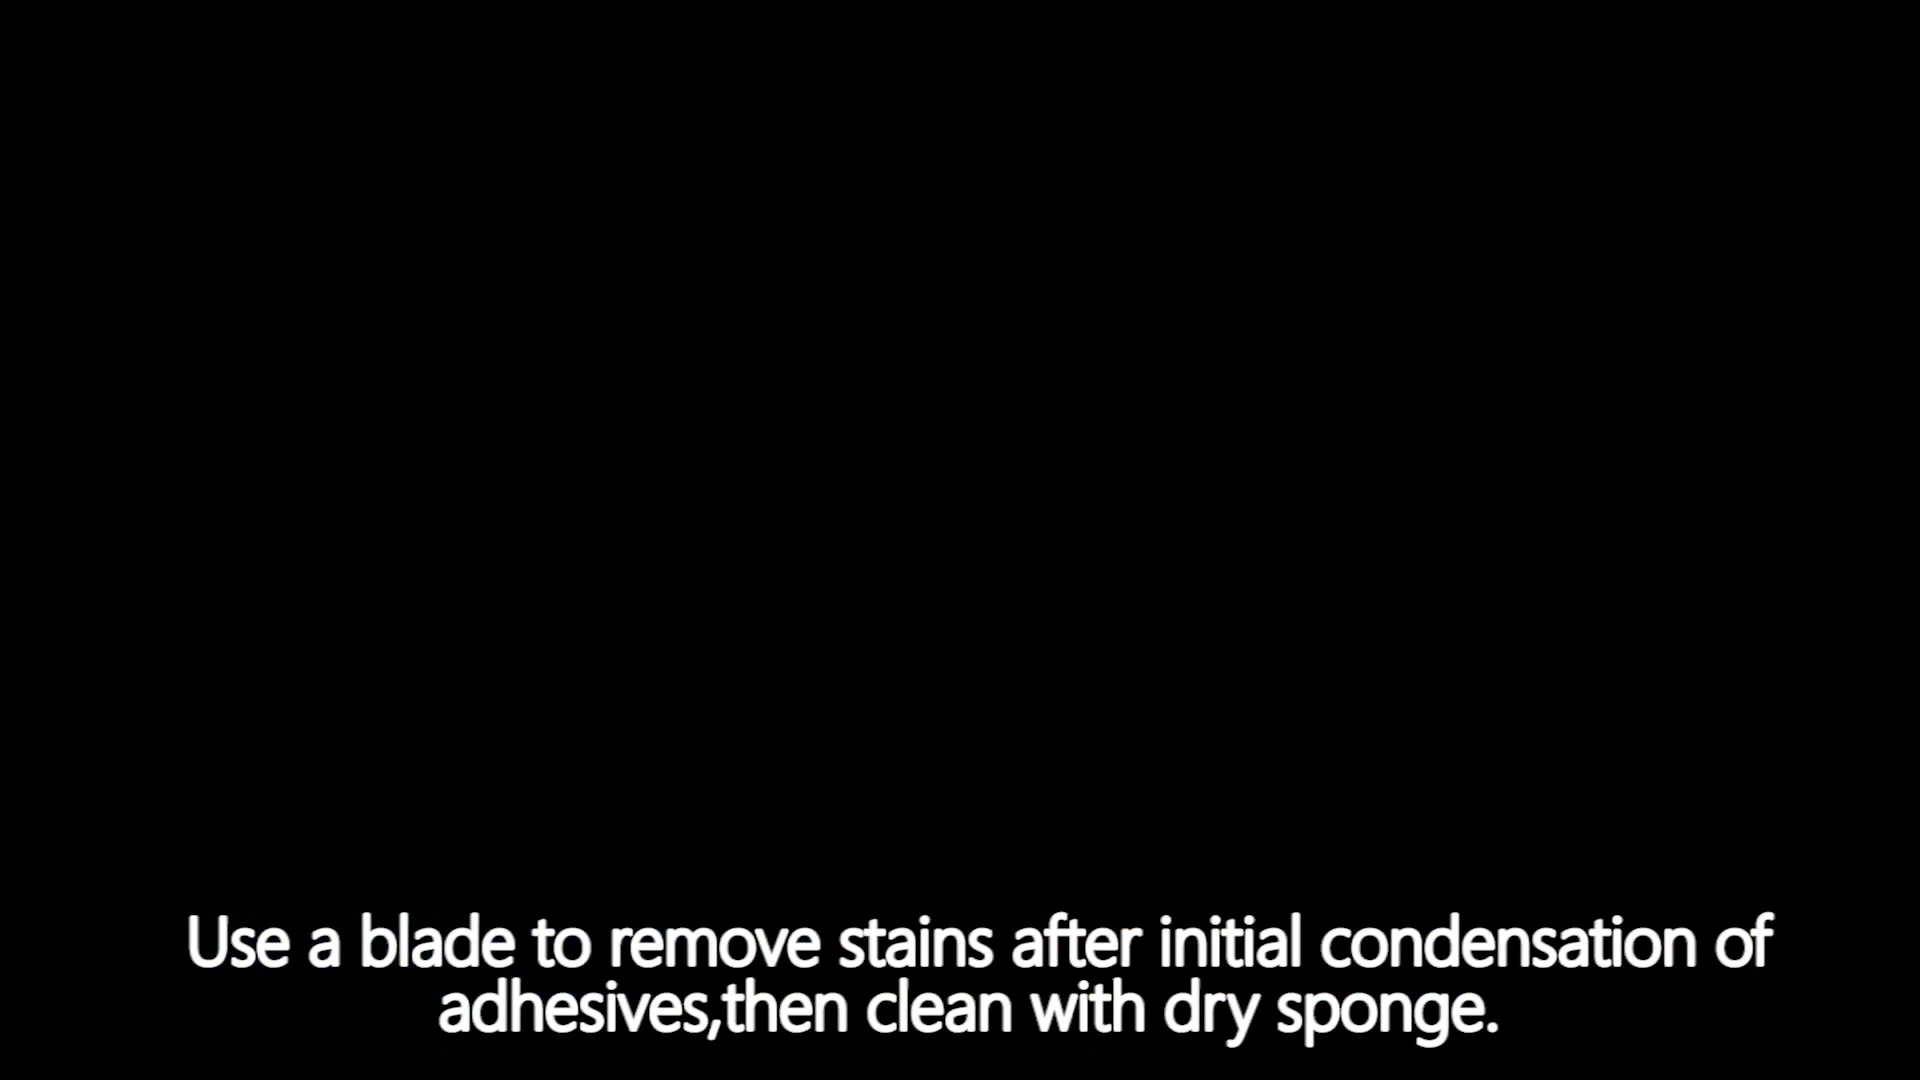 Use a blade to remove stains after initial condensation of
adhesives,then clean with dry sponge.